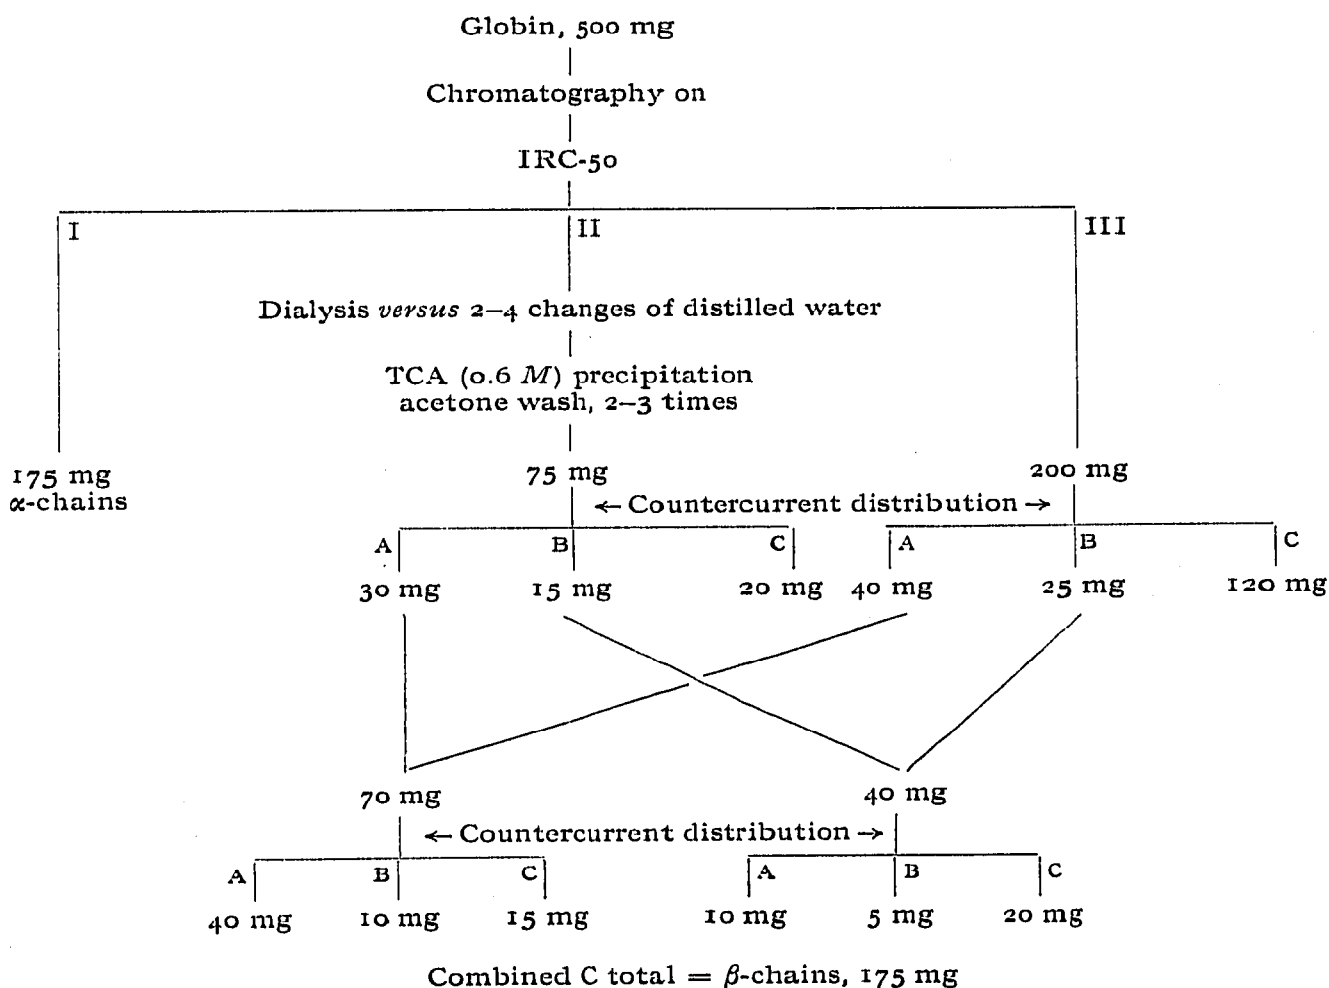 Globin, 500 mg
Chromatography on
IRC-50
I II III
Dialysis versus 2–4 changes of distilled water
TCA (0.6 M) precipitation
acetone wash, 2–3 times
175 mg 75 mg 200 mg
α-chains
← Countercurrent distribution →
A B C A B C
30 mg 15 mg 20 mg 40 mg 25 mg 120 mg
70 mg 40 mg
← Countercurrent distribution →
A B C A B C
40 mg 10 mg 15 mg 10 mg 5 mg 20 mg
Combined C total = β-chains, 175 mg